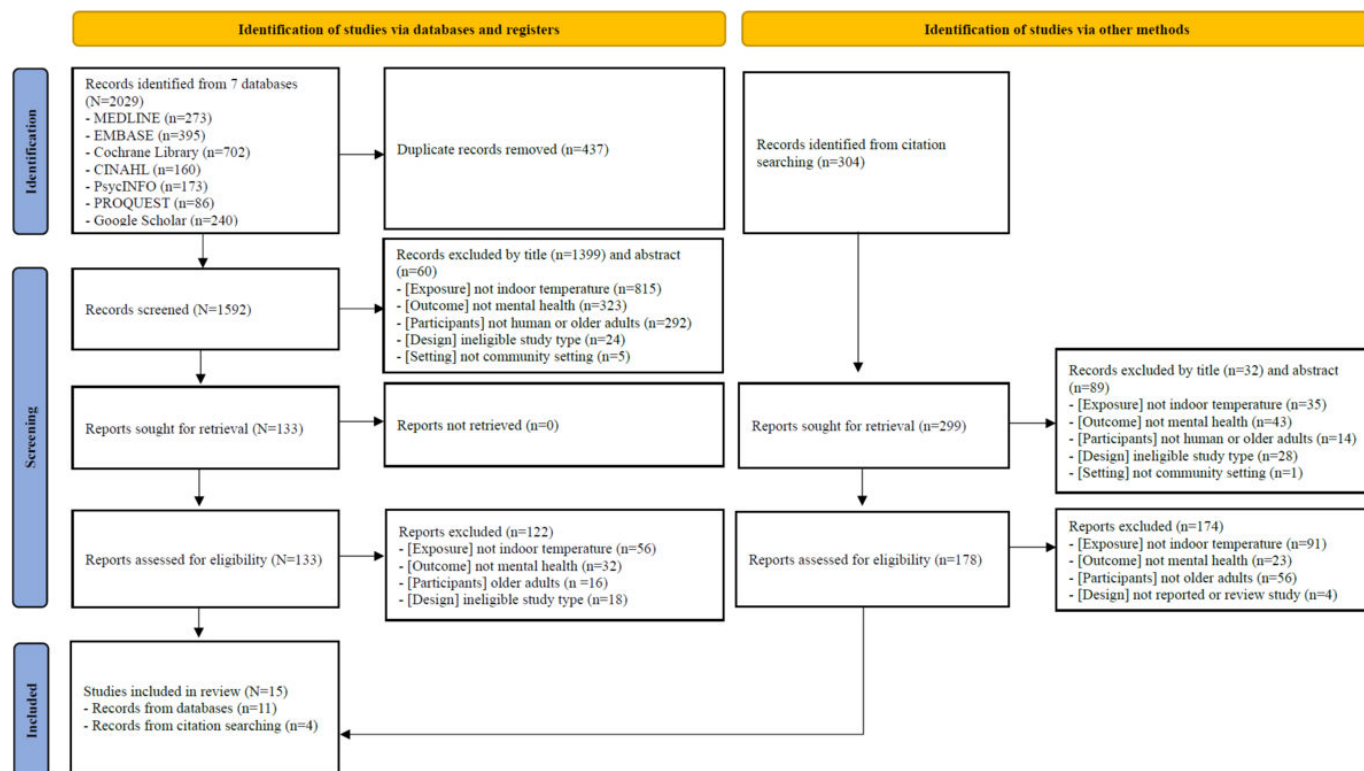 Identification of studies via databases and registers
Identification of studies via other methods
Identification
Records identified from 7 databases
(N=2029)
- MEDLINE (n=273)
- EMBASE (n=395)
- Cochrane Library (n=702)
- CINAHL (n=160)
- PsycINFO (n=173)
- PROQUEST (n=86)
- Google Scholar (n=240)
Duplicate records removed (n=437)
Records identified from citation
searching (n=304)
Screening
Records screened (N=1592)
Records excluded by title (n=1399) and abstract
(n=60)
- [Exposure] not indoor temperature (n=815)
- [Outcome] not mental health (n=323)
- [Participants] not human or older adults (n=292)
- [Design] ineligible study type (n=24)
- [Setting] not community setting (n=5)
Reports sought for retrieval (N=133)
Reports not retrieved (n=0)
Reports sought for retrieval (n=299)
Records excluded by title (n=32) and abstract
(n=89)
- [Exposure] not indoor temperature (n=35)
- [Outcome] not mental health (n=43)
- [Participants] not human or older adults (n=14)
- [Design] ineligible study type (n=28)
- [Setting] not community setting (n=1)
Reports assessed for eligibility (N=133)
Reports excluded (n=122)
- [Exposure] not indoor temperature (n=56)
- [Outcome] not mental health (n=32)
- [Participants] older adults (n =16)
- [Design] ineligible study type (n=18)
Reports assessed for eligibility (n=178)
Reports excluded (n=174)
- [Exposure] not indoor temperature (n=91)
- [Outcome] not mental health (n=23)
- [Participants] not older adults (n=56)
- [Design] not reported or review study (n=4)
Included
Studies included in review (N=15)
- Records from databases (n=11)
- Records from citation searching (n=4)